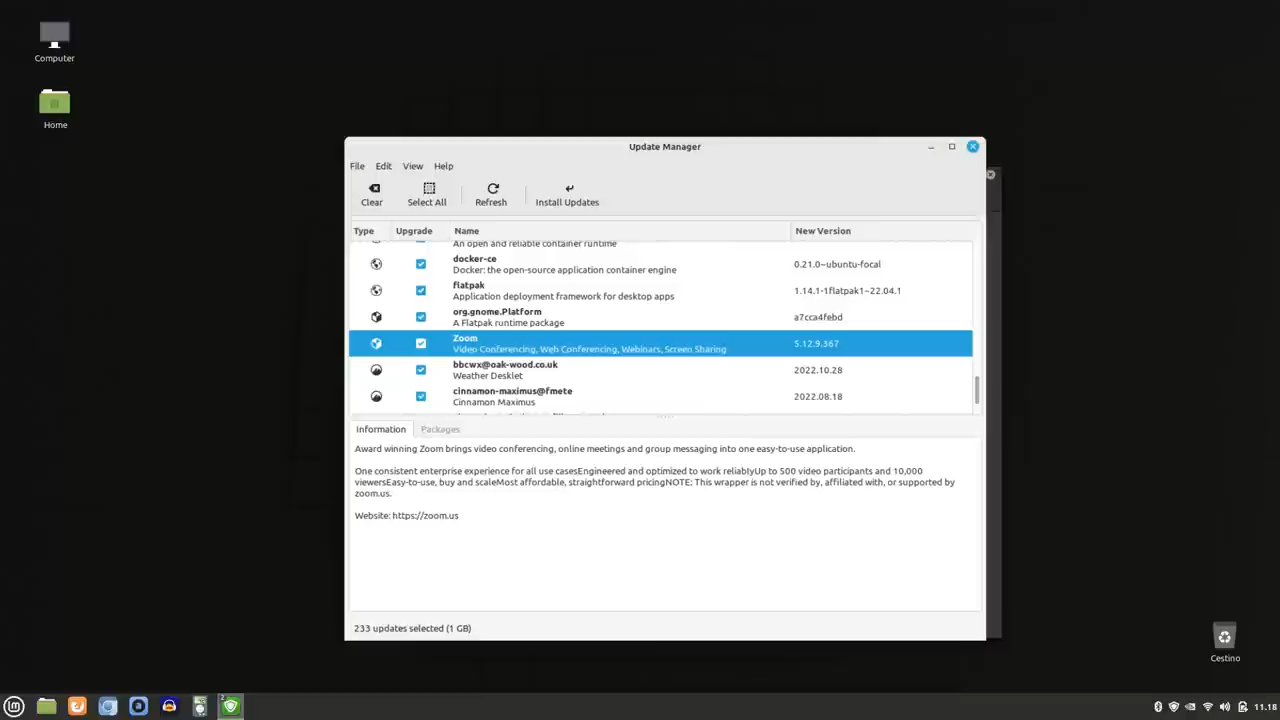 Computer
Home
Update Manager
File Edit View Help
Clear Select All Refresh Install Updates
Type Upgrade Name New Version
An open and reliable container runtime
docker-ce
Docker: the open-source application container engine
0.21.0~ubuntu-focal
flatpak
Application deployment framework for desktop apps
1.14.1-1flatpak1~22.04.1
org.gnome.Platform
A Flatpak runtime package
a7cca4febd
Zoom
Video Conferencing, Web Conferencing, Webinars, Screen Sharing
5.12.9.367
bbcwx@oak-wood.co.uk
Weather Desklet
2022.10.28
cinnamon-maximus@fmete
Cinnamon Maximus
2022.08.18
Information Packages
Award winning Zoom brings video conferencing, online meetings and group messaging into one easy-to-use application.
One consistent enterprise experience for all use casesEngineered and optimized to work reliablyUp to 500 video participants and 10,000
viewersEasy-to-use, buy and scaleMost affordable, straightforward pricingNOTE: This wrapper is not verified by, affiliated with, or supported by
zoom.us.
Website: https://zoom.us
233 updates selected (1 GB)
Cestino
11.18